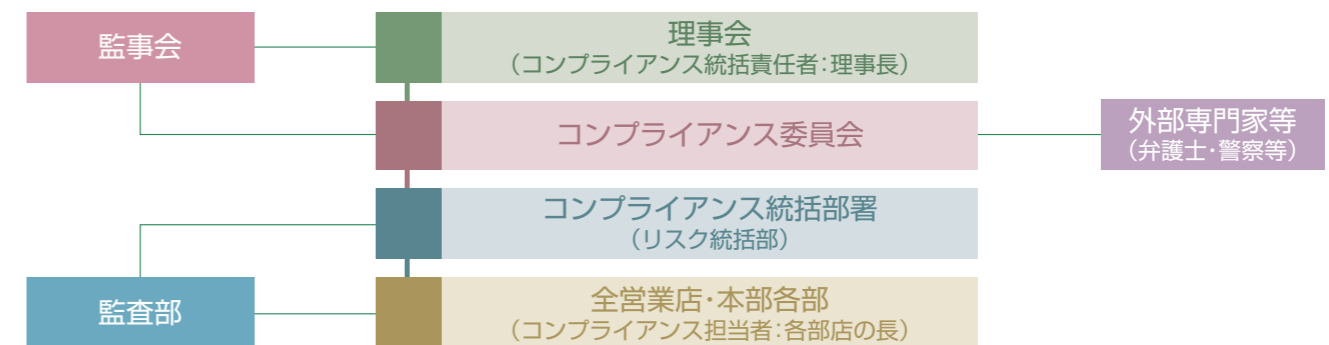 監事会
理事会
（コンプライアンス統括責任者：理事長）
コンプライアンス委員会
外部専門家等
（弁護士・警察等）
コンプライアンス統括部署
（リスク統括部）
監査部
全営業店・本部各部
（コンプライアンス担当者：各部店の長）